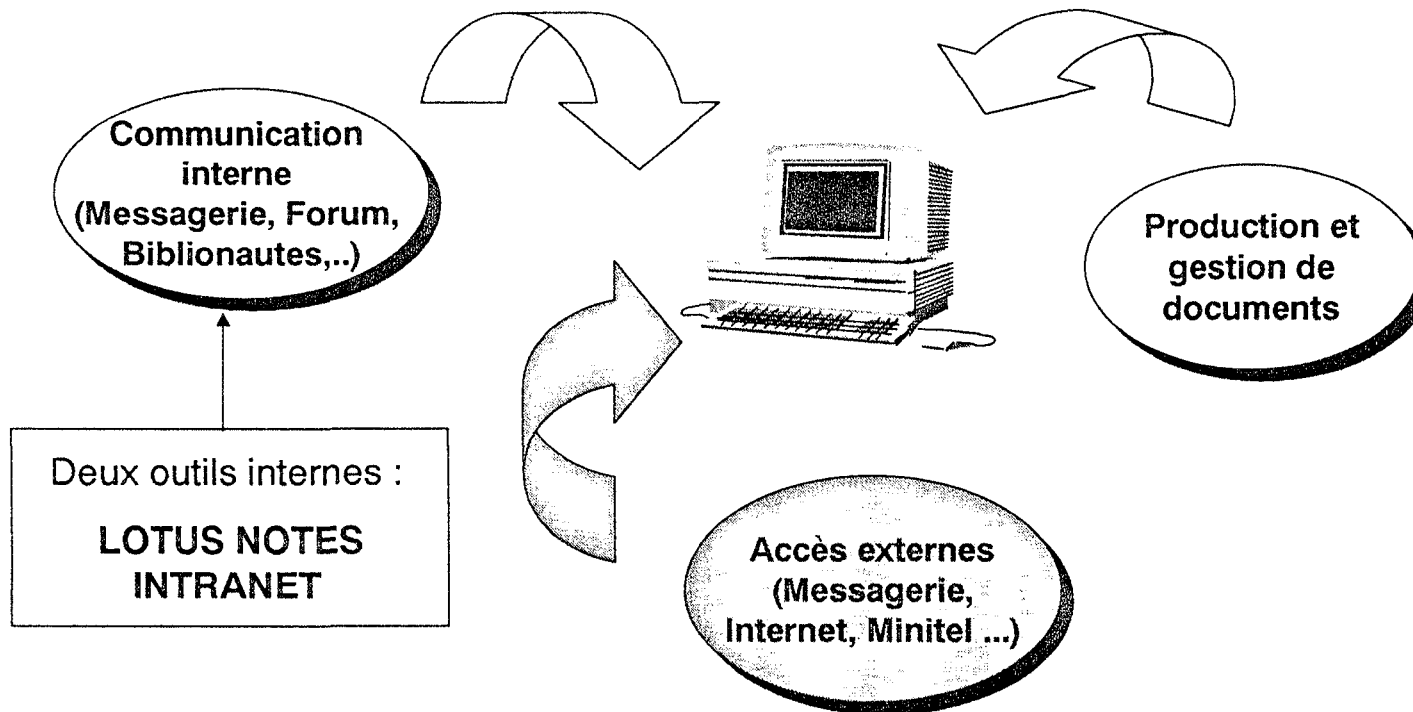 Communication
interne
(Messagerie, Forum,
Biblionautes,..)
Production et
gestion de
documents
Deux outils internes :
LOTUS NOTES
INTRANET
Accès externes
(Messagerie,
Internet, Minitel ...)